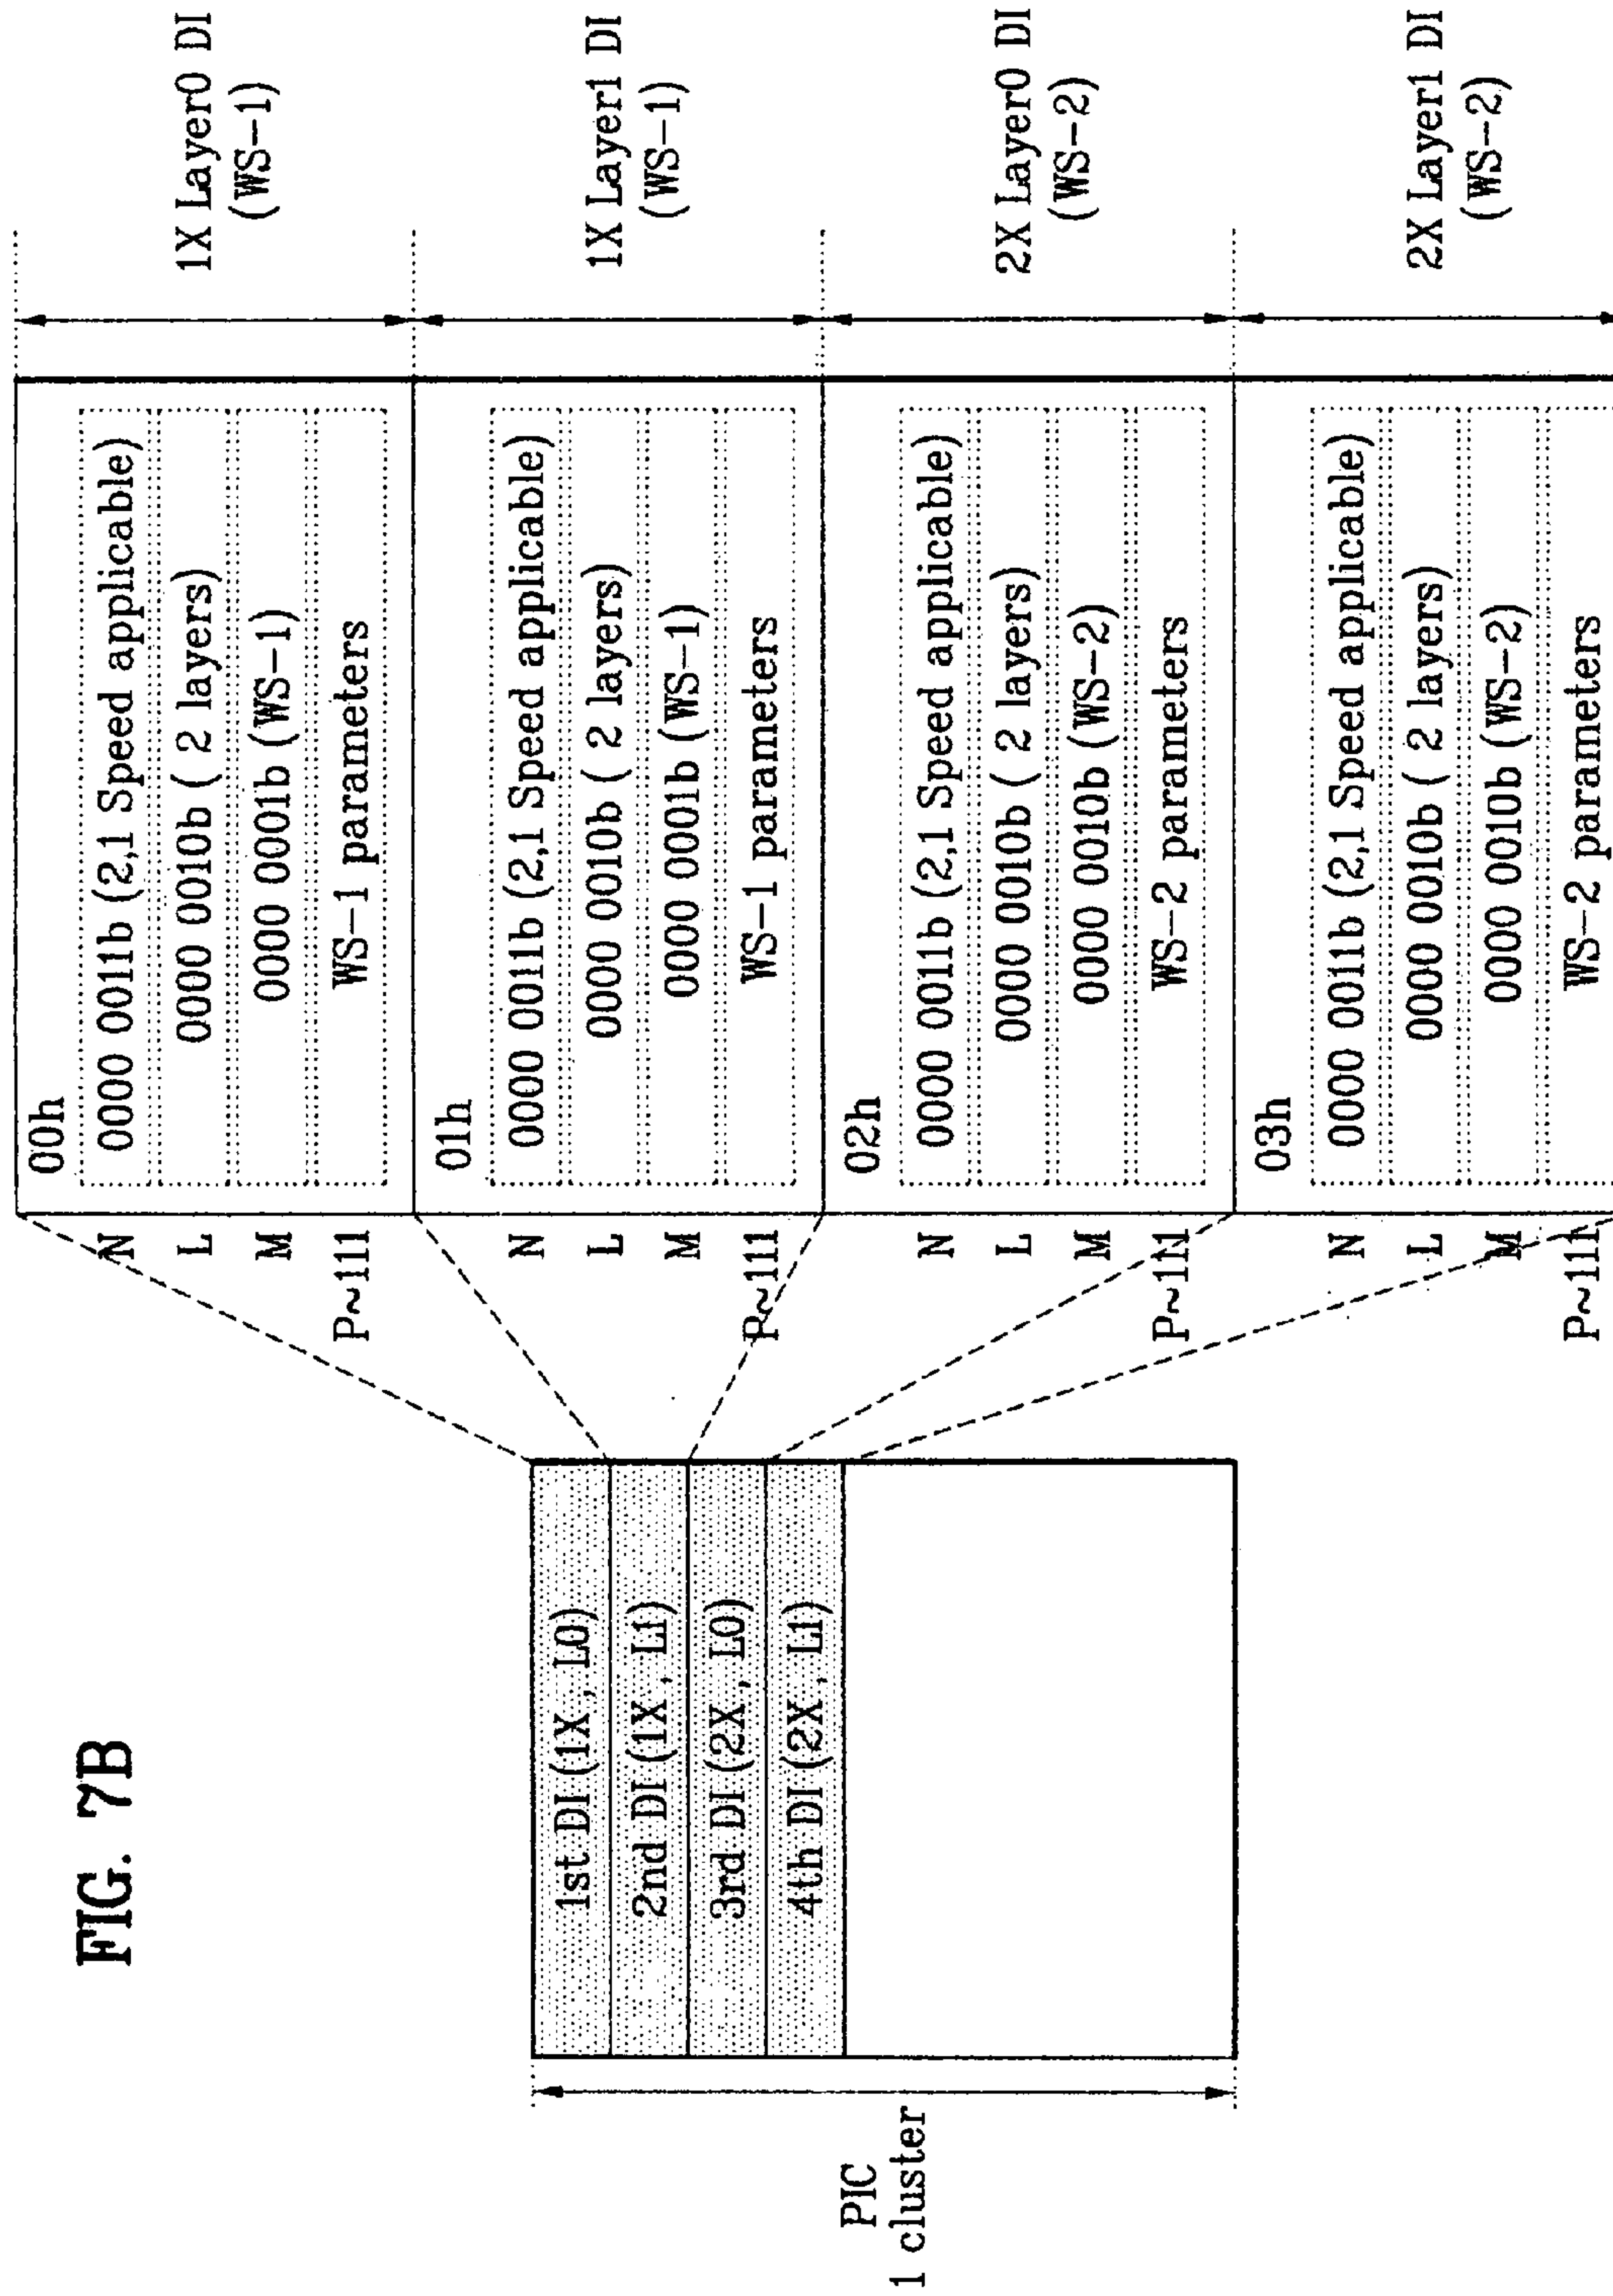 FIG. 7B
PIC
1 cluster
1st DI (1X , L0)
2nd DI (1X , L1)
3rd DI (2X , L0)
4th DI (2X , L1)
00h
N 0000 0011b (2,1 Speed applicable)
L 0000 0010b ( 2 layers)
M 0000 0001b (WS-1)
P~111 WS-1 parameters
1X Layer0 DI
(WS-1)
01h
N 0000 0011b (2,1 Speed applicable)
L 0000 0010b ( 2 layers)
M 0000 0001b (WS-1)
P~111 WS-1 parameters
1X Layer1 DI
(WS-1)
02h
N 0000 0011b (2,1 Speed applicable)
L 0000 0010b ( 2 layers)
M 0000 0010b (WS-2)
P~111 WS-2 parameters
2X Layer0 DI
(WS-2)
03h
N 0000 0011b (2,1 Speed applicable)
L 0000 0010b ( 2 layers)
M 0000 0010b (WS-2)
P~111 WS-2 parameters
2X Layer1 DI
(WS-2)